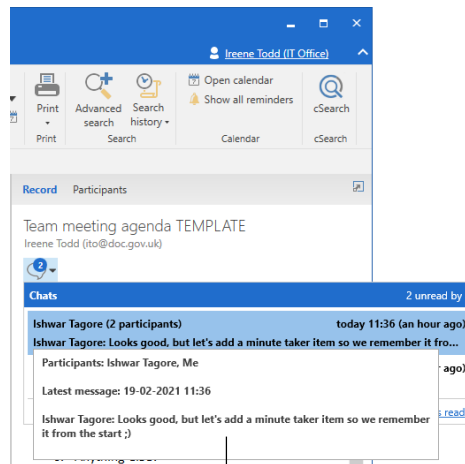 Ireene Todd (IT Office)
Print
Advanced search
Search history
Open calendar
Show all reminders
cSearch
Print
Search
Calendar
cSearch
Record Participants
Team meeting agenda TEMPLATE
Ireene Todd (ito@doc.gov.uk)
2
Chats 2 unread by
Ishwar Tagore (2 participants) today 11:36 (an hour ago)
Ishwar Tagore: Looks good, but let's add a minute taker item so we remember it fro...
Participants: Ishwar Tagore, Me
ago)
Latest message: 19-02-2021 11:36
s read
Ishwar Tagore: Looks good, but let's add a minute taker item so we remember
it from the start ;)